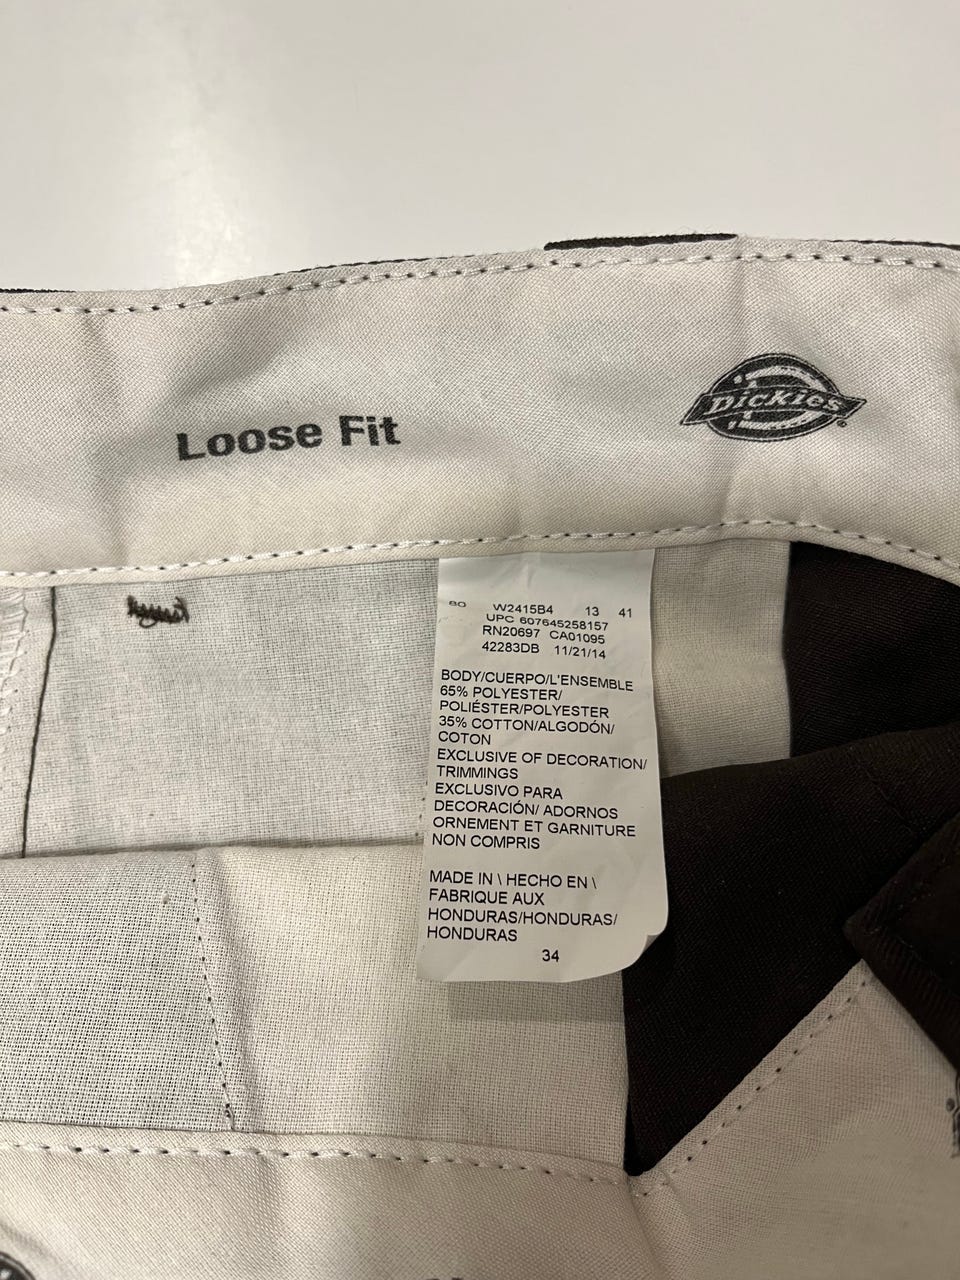 Loose Fit
Dickies
80 W2415B4 13 41
UPC 607645258157
RN20697 CA01095
42283DB 11/21/14
BODY/CUERPO/L'ENSEMBLE
65% POLYESTER/
POLIÉSTER/POLYESTER
35% COTTON/ALGODÓN/
COTON
EXCLUSIVE OF DECORATION/
TRIMMINGS
EXCLUSIVO PARA
DECORACIÓN/ ADORNOS
ORNEMENT ET GARNITURE
NON COMPRIS
MADE IN \ HECHO EN \
FABRIQUE AUX
HONDURAS/HONDURAS/
HONDURAS
34